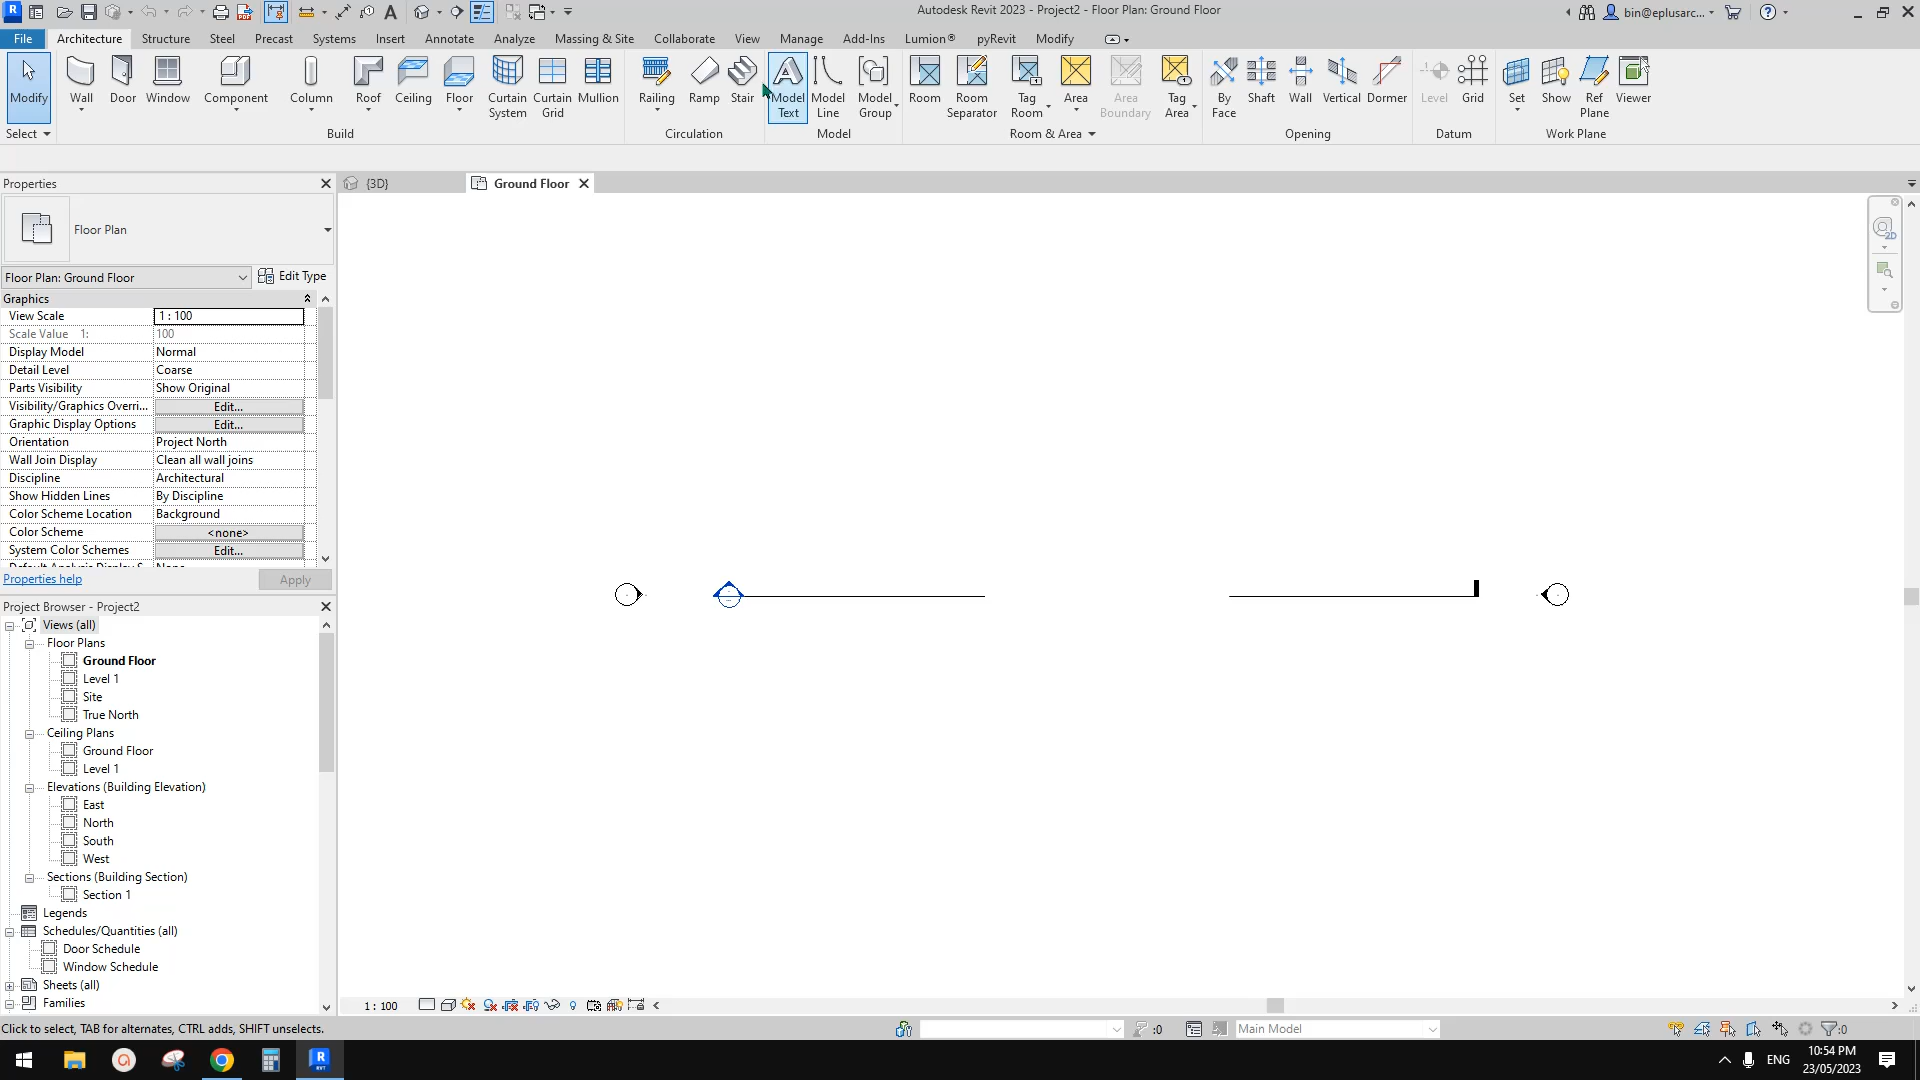 Autodesk Revit 2023 - Project2 - Floor Plan: Ground Floor
bin@eplusarc...
File Architecture Structure Steel Precast Systems Insert Annotate Analyze Massing & Site Collaborate View Manage Add-Ins Lumion® pyRevit Modify
Modify Wall Door Window Component Column Roof Ceiling Floor Curtain System Curtain Grid Mullion Railing Ramp Stair Model Text Model Line Model Group Room Room Separator Tag Room Area Area Boundary Tag Area By Face Shaft Wall Vertical Dormer Level Grid Set Show Ref Plane Viewer
Select Build Circulation Model Room & Area Opening Datum Work Plane
Properties
{3D}
Ground Floor
Floor Plan
Floor Plan: Ground Floor
Edit Type
Graphics
View Scale 1 : 100
Scale Value 1: 100
Display Model Normal
Detail Level Coarse
Parts Visibility Show Original
Visibility/Graphics Overri... Edit...
Graphic Display Options Edit...
Orientation Project North
Wall Join Display Clean all wall joins
Discipline Architectural
Show Hidden Lines By Discipline
Color Scheme Location Background
Color Scheme <none>
System Color Schemes Edit...
Properties help Apply
Project Browser - Project2
Views (all)
Floor Plans
Ground Floor
Level 1
Site
True North
Ceiling Plans
Ground Floor
Level 1
Elevations (Building Elevation)
East
North
South
West
Sections (Building Section)
Section 1
Legends
Schedules/Quantities (all)
Door Schedule
Window Schedule
Sheets (all)
Families
1 : 100
Click to select, TAB for alternates, CTRL adds, SHIFT unselects.
:0
Main Model
:0
ENG
10:54 PM
23/05/2023